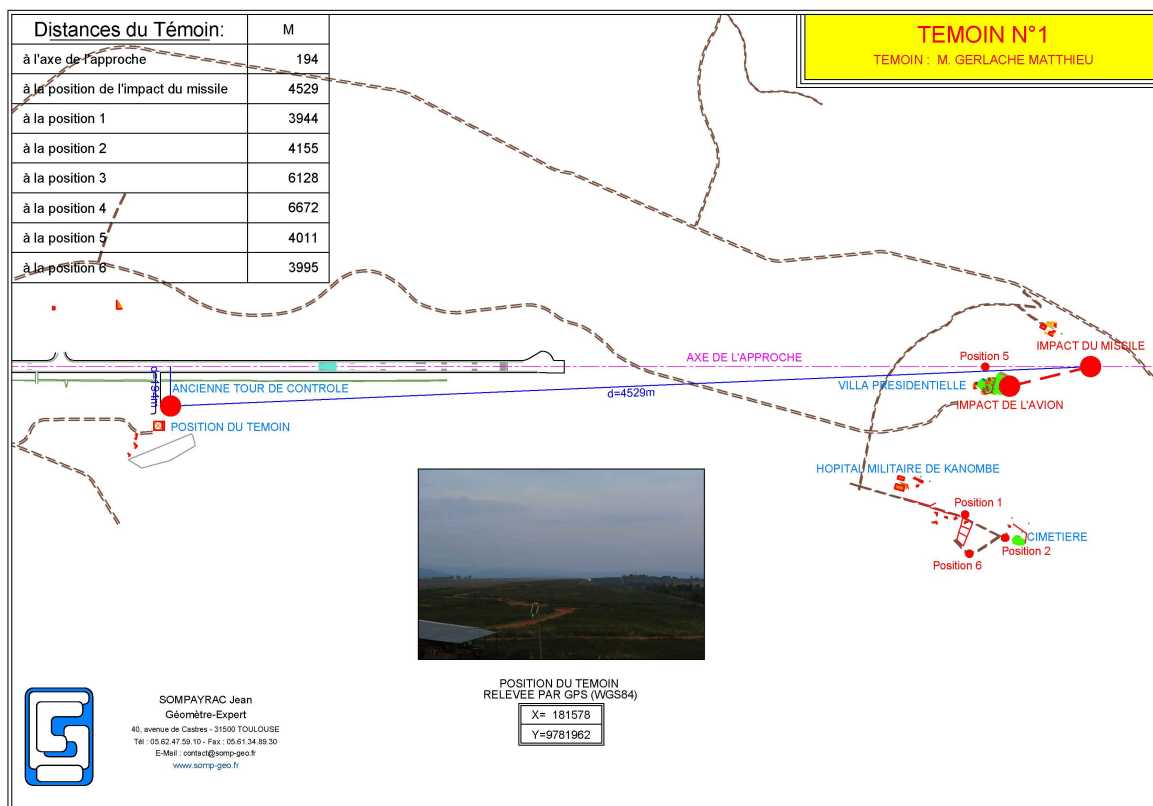 Distances du Témoin: M
à l'axe de l'approche 194
à la position de l'impact du missile 4529
à la position 1 3944
à la position 2 4155
à la position 3 6128
à la position 4 6672
à la position 5 4011
à la position 6 3995
TEMOIN N°1
TEMOIN : M. GERLACHE MATTHIEU
IMPACT DU MISSILE
AXE DE L'APPROCHE
Position 5
VILLA PRESIDENTIELLE
IMPACT DE L'AVION
d=194m
ANCIENNE TOUR DE CONTROLE
d=4529m
POSITION DU TEMOIN
HOPITAL MILITAIRE DE KANOMBE
Position 1
CIMETIERE
Position 2
Position 6
POSITION DU TEMOIN
RELEVEE PAR GPS (WGS84)
X= 181578
Y=9781962
SOMPAYRAC Jean
Géomètre-Expert
40, avenue de Castres - 31500 TOULOUSE
Tél : 05.62.47.59.10 - Fax : 05.61.34.89.30
E-Mail : contact@somp-geo.fr
www.somp-geo.fr